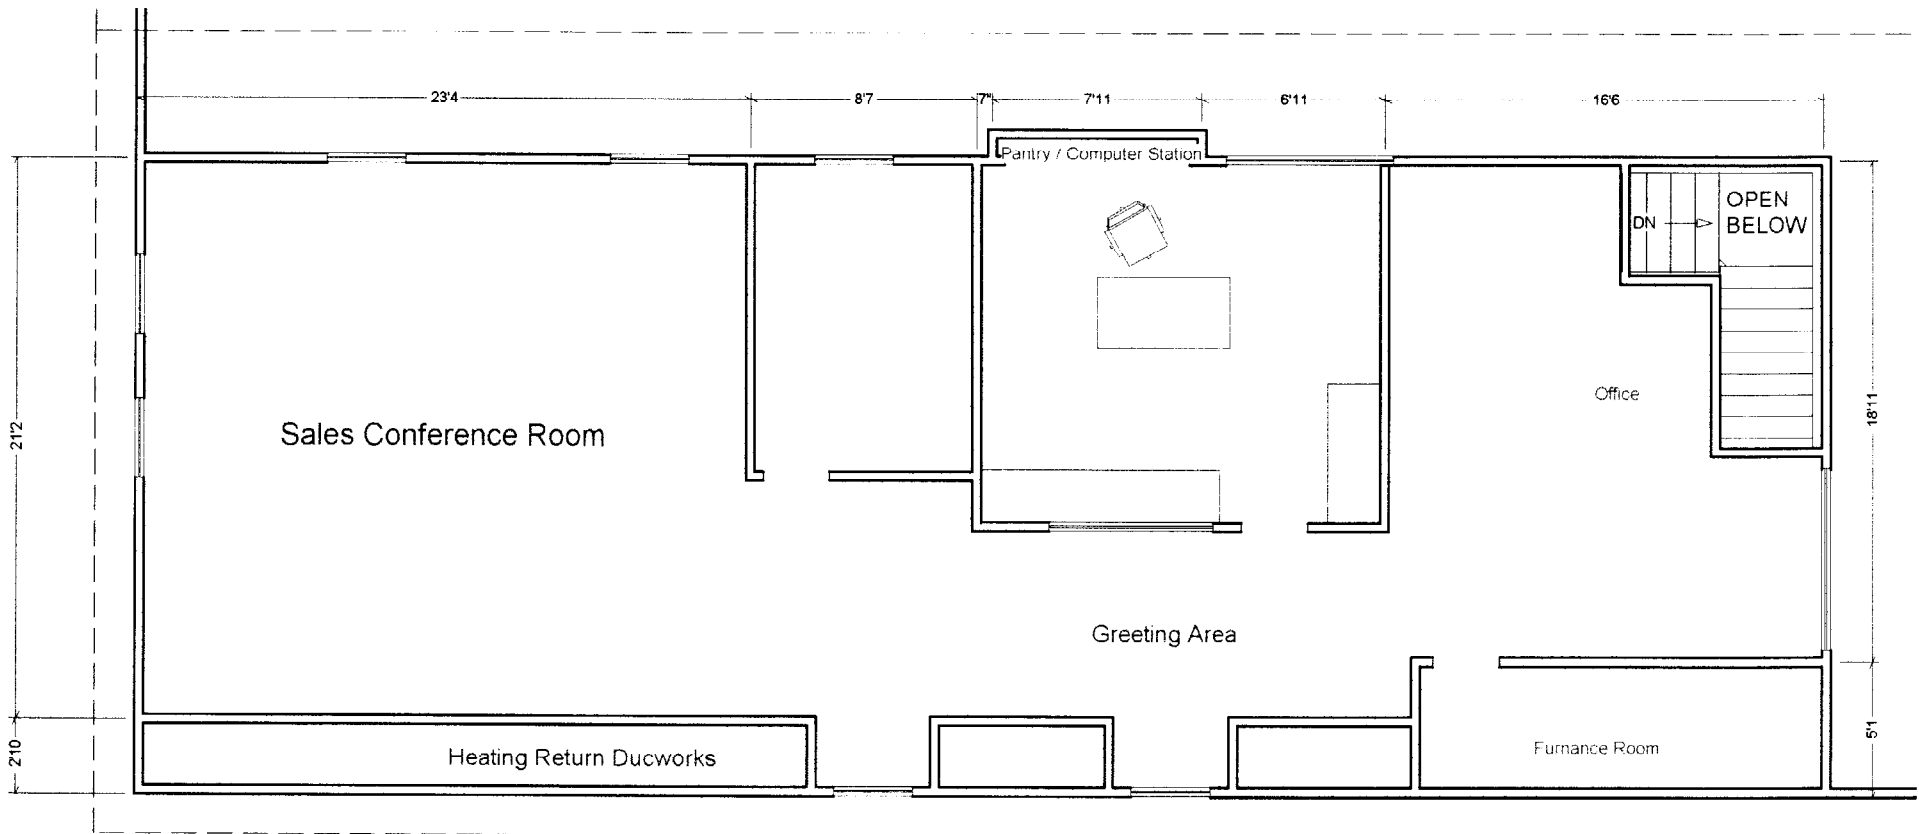 23'4
8'7
7"
7'11
6'11
16'6
Pantry / Computer Station
OPEN
BELOW
DN
Office
21'2
18'11
Sales Conference Room
Greeting Area
2'10
Heating Return Ducworks
Furnance Room
5'1